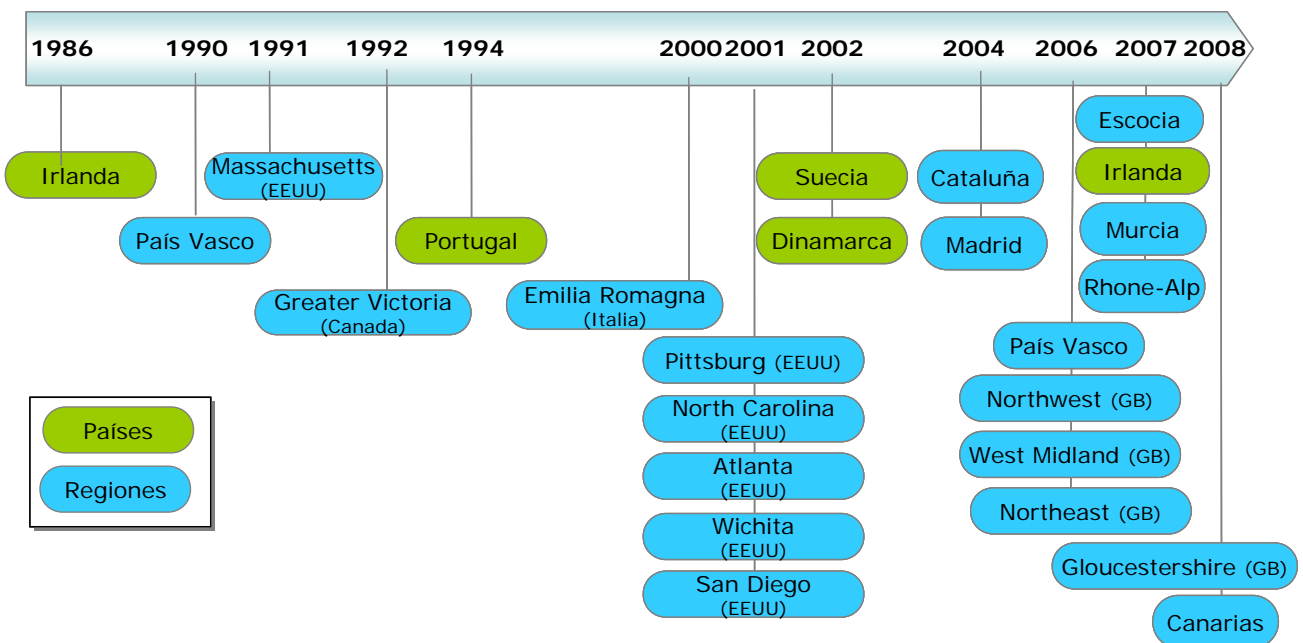 1986 1990 1991 1992 1994 2000 2001 2002 2004 2006 2007 2008
Irlanda
País Vasco
Massachusetts
(EEUU)
Greater Victoria
(Canada)
Portugal
Emilia Romagna
(Italia)
Pittsburg (EEUU)
North Carolina
(EEUU)
Atlanta
(EEUU)
Wichita
(EEUU)
San Diego
(EEUU)
Suecia
Dinamarca
Cataluña
Madrid
País Vasco
Northwest (GB)
West Midland (GB)
Northeast (GB)
Escocia
Irlanda
Murcia
Rhone-Alp
Gloucestershire (GB)
Canarias
Países
Regiones